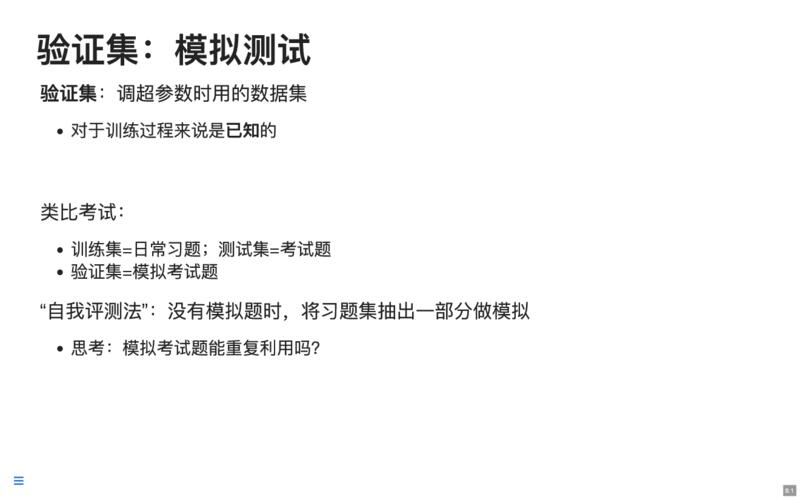 验证集：模拟测试
验证集：调超参数时用的数据集
• 对于训练过程来说是已知的
类比考试：
• 训练集=日常习题；测试集=考试题
• 验证集=模拟考试题
“自我评测法”：没有模拟题时，将习题集抽出一部分做模拟
• 思考：模拟考试题能重复利用吗？